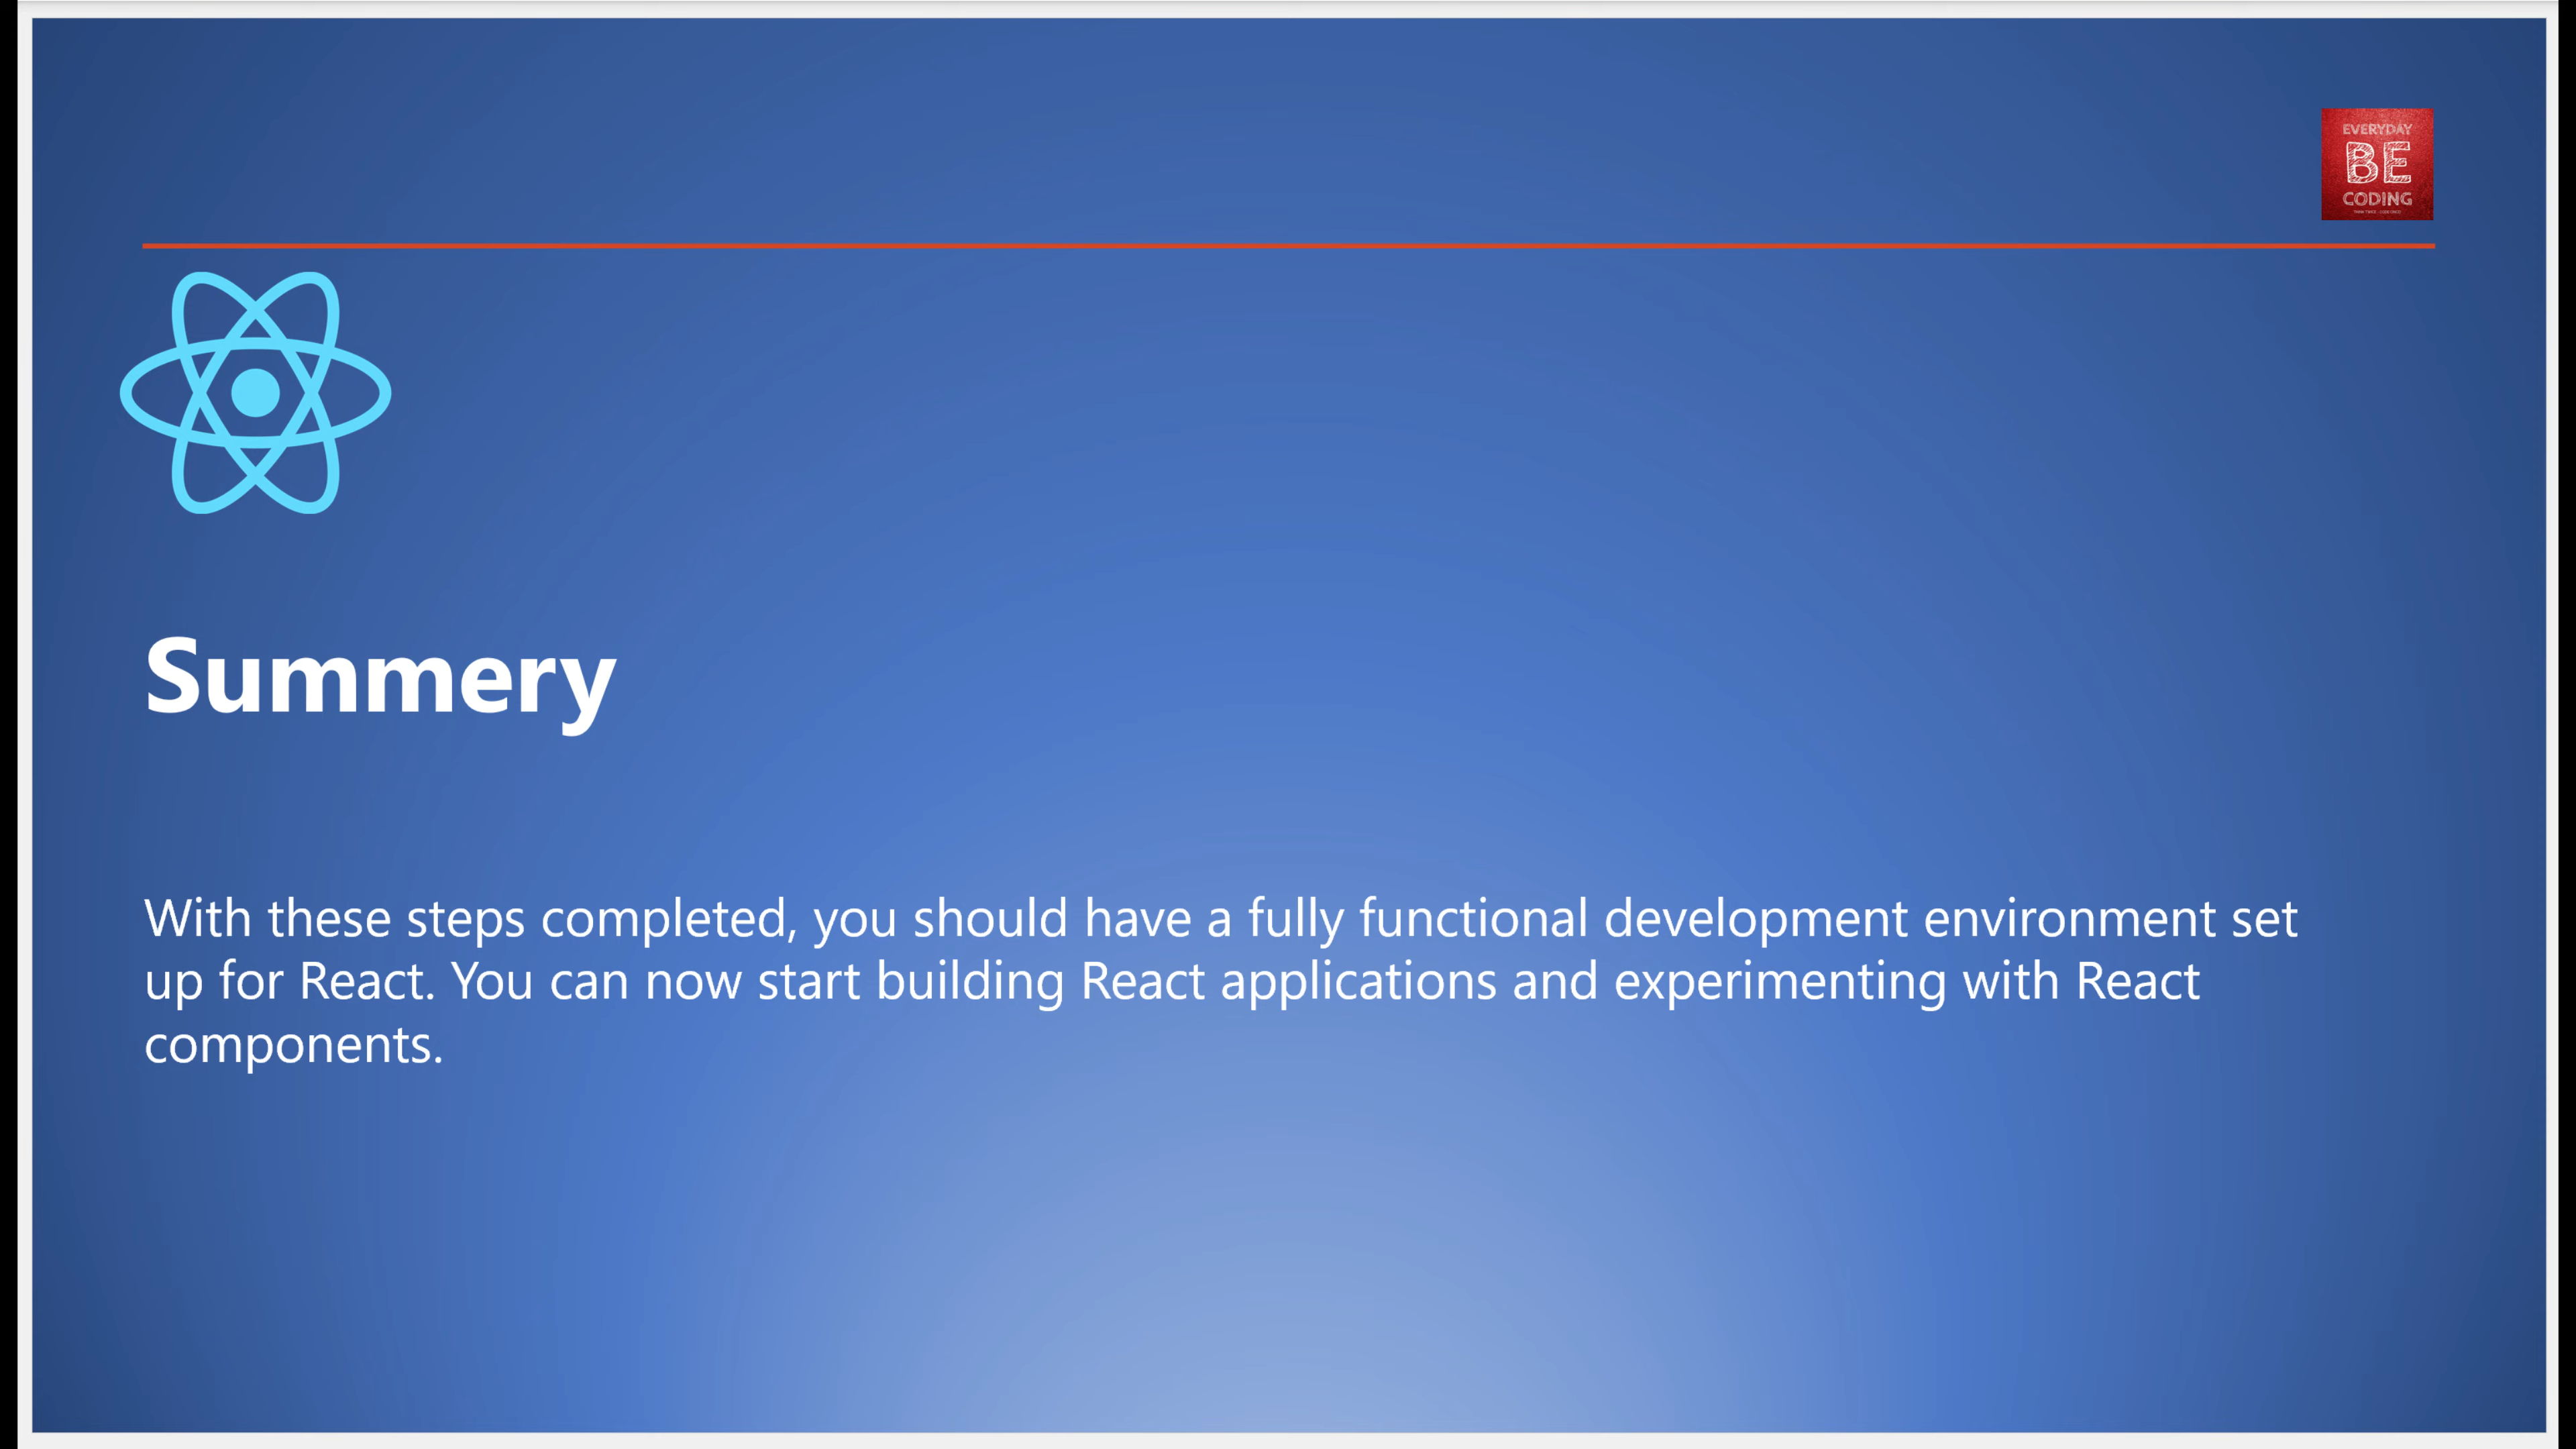 EVERYDAY
BE
CODING
Summery
With these steps completed, you should have a fully functional development environment set
up for React. You can now start building React applications and experimenting with React
components.